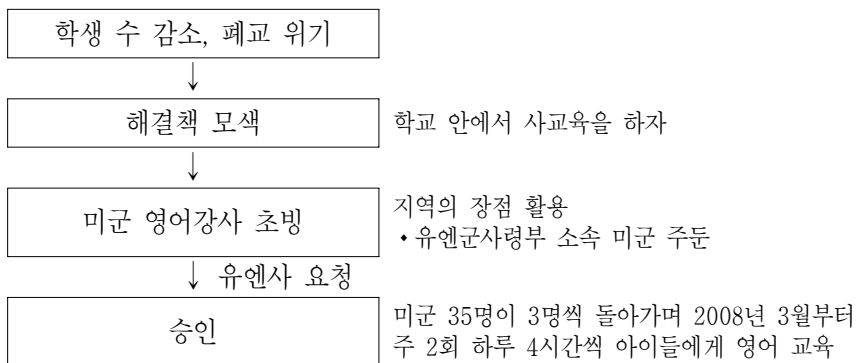 학생 수 감소, 폐교 위기
↓
해결책 모색
학교 안에서 사교육을 하자
↓
미군 영어강사 초빙
지역의 장점 활용
•유엔군사령부 소속 미군 주둔
↓ 유엔사 요청
승인
미군 35명이 3명씩 돌아가며 2008년 3월부터
주 2회 하루 4시간씩 아이들에게 영어 교육